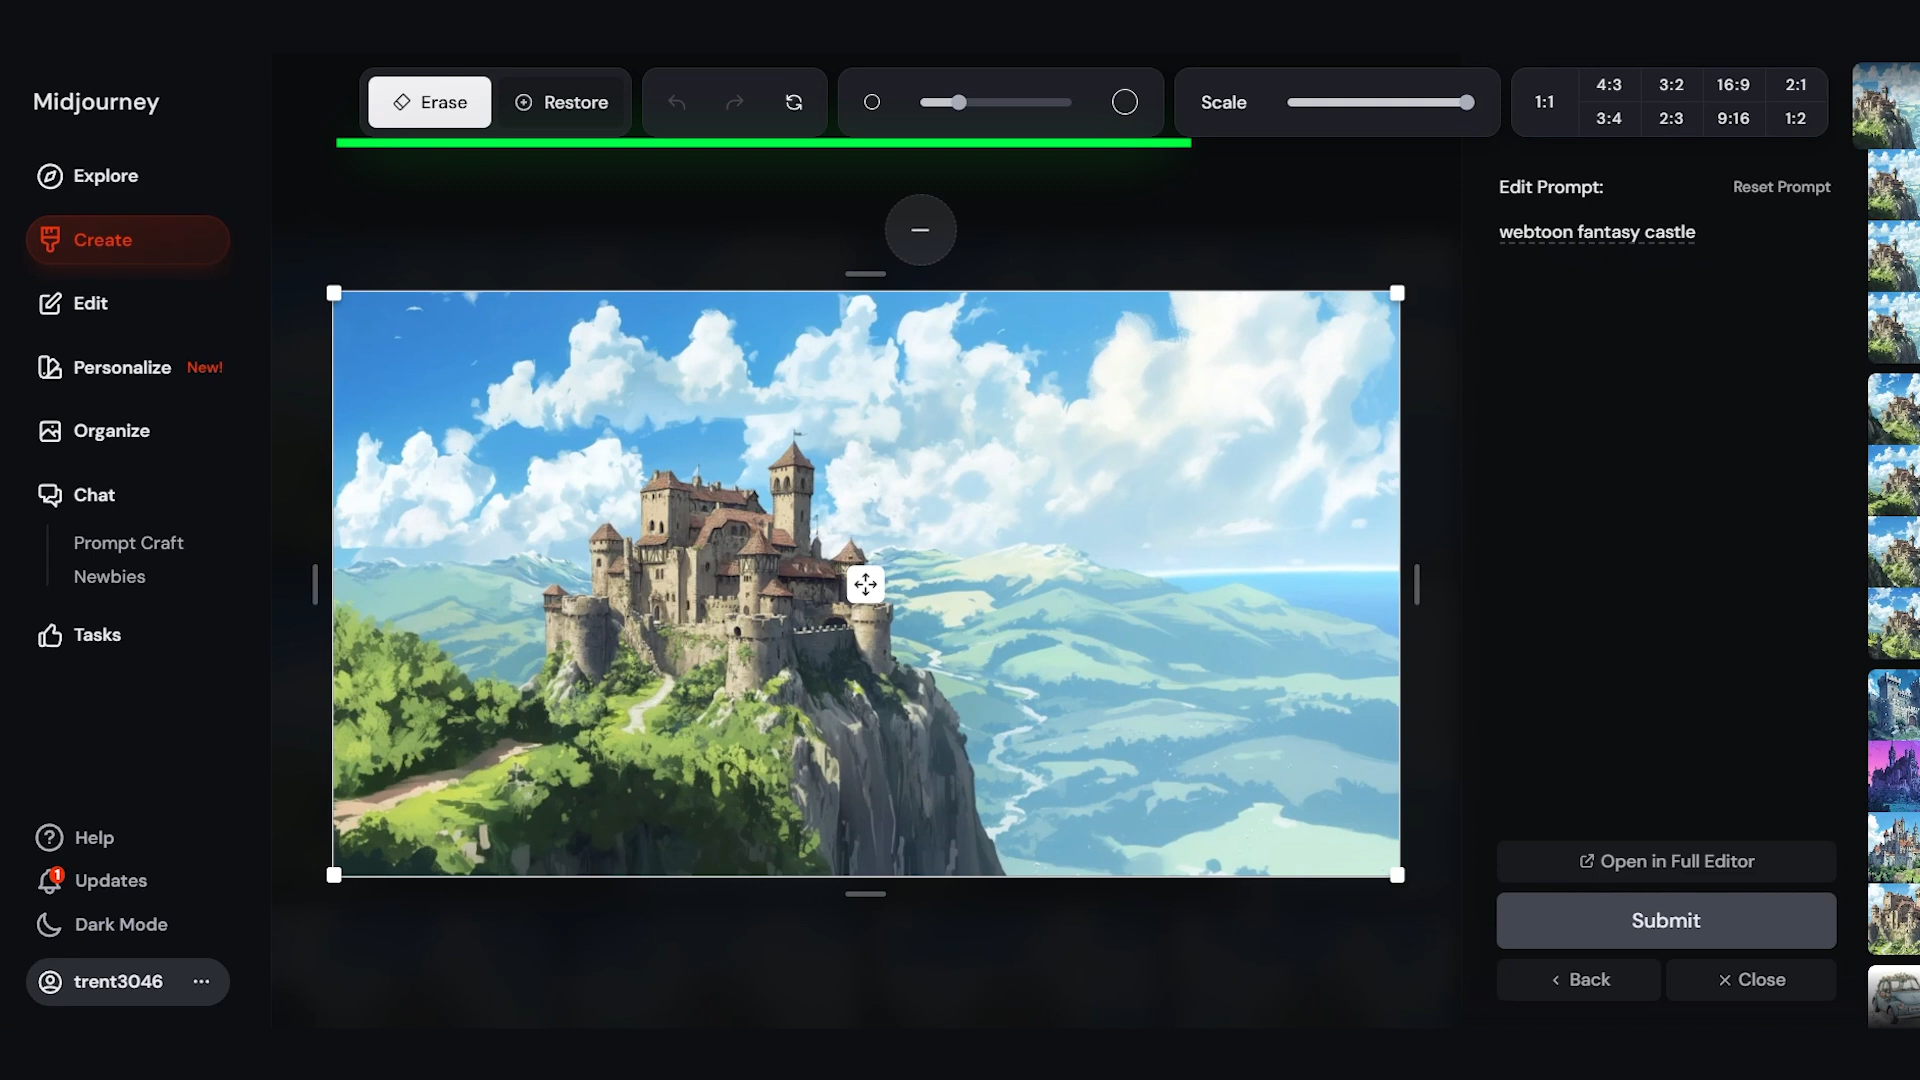 Midjourney
Explore
Create
Edit
Personalize New!
Organize
Chat
Prompt Craft
Newbies
Tasks
Help
1
Updates
Dark Mode
trent3046
Erase
Restore
Scale
1:1
4:3 3:2 16:9 2:1
3:4 2:3 9:16 1:2
Edit Prompt:
Reset Prompt
webtoon fantasy castle
Open in Full Editor
Submit
Back
Close